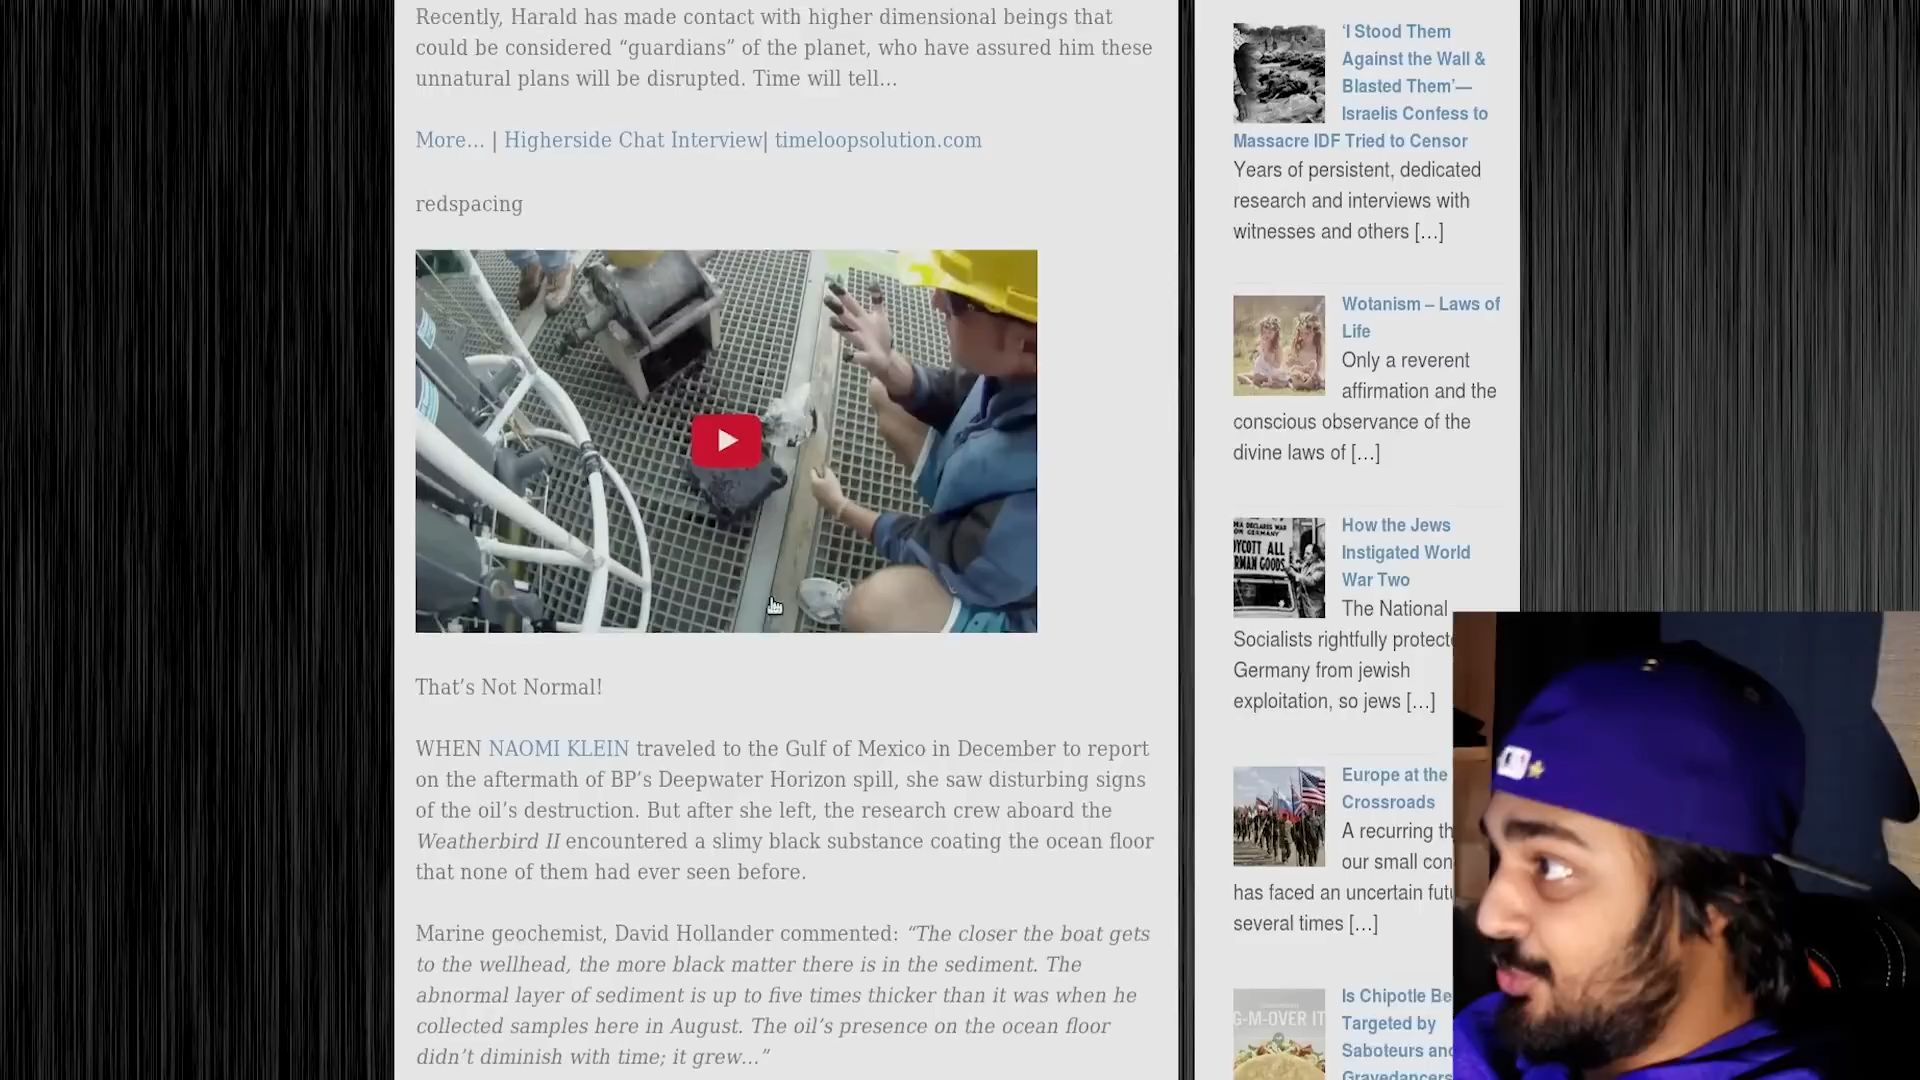 Recently, Harald has made contact with higher dimensional beings that
could be considered “guardians” of the planet, who have assured him these
unnatural plans will be disrupted. Time will tell…
More… | Higherside Chat Interview| timeloopsolution.com
redspacing
That’s Not Normal!
WHEN NAOMI KLEIN traveled to the Gulf of Mexico in December to report
on the aftermath of BP’s Deepwater Horizon spill, she saw disturbing signs
of the oil’s destruction. But after she left, the research crew aboard the
Weatherbird II encountered a slimy black substance coating the ocean floor
that none of them had ever seen before.
Marine geochemist, David Hollander commented: “The closer the boat gets
to the wellhead, the more black matter there is in the sediment. The
abnormal layer of sediment is up to five times thicker than it was when he
collected samples here in August. The oil’s presence on the ocean floor
didn’t diminish with time; it grew…”
‘I Stood Them
Against the Wall &
Blasted Them’—
Israelis Confess to
Massacre IDF Tried to Censor
Years of persistent, dedicated
research and interviews with
witnesses and others […]
Wotanism – Laws of
Life
Only a reverent
affirmation and the
conscious observance of the
divine laws of […]
How the Jews
Instigated World
War Two
The National
Socialists rightfully protect
Germany from jewish
exploitation, so jews […]
GERMANY
OYCOTT ALL
RMAN GOODS
Europe at the
Crossroads
A recurring th
our small con
has faced an uncertain fut
several times […]
Is Chipotle Be
Targeted by
Saboteurs and
Gravedancers
G-M-OVER IT